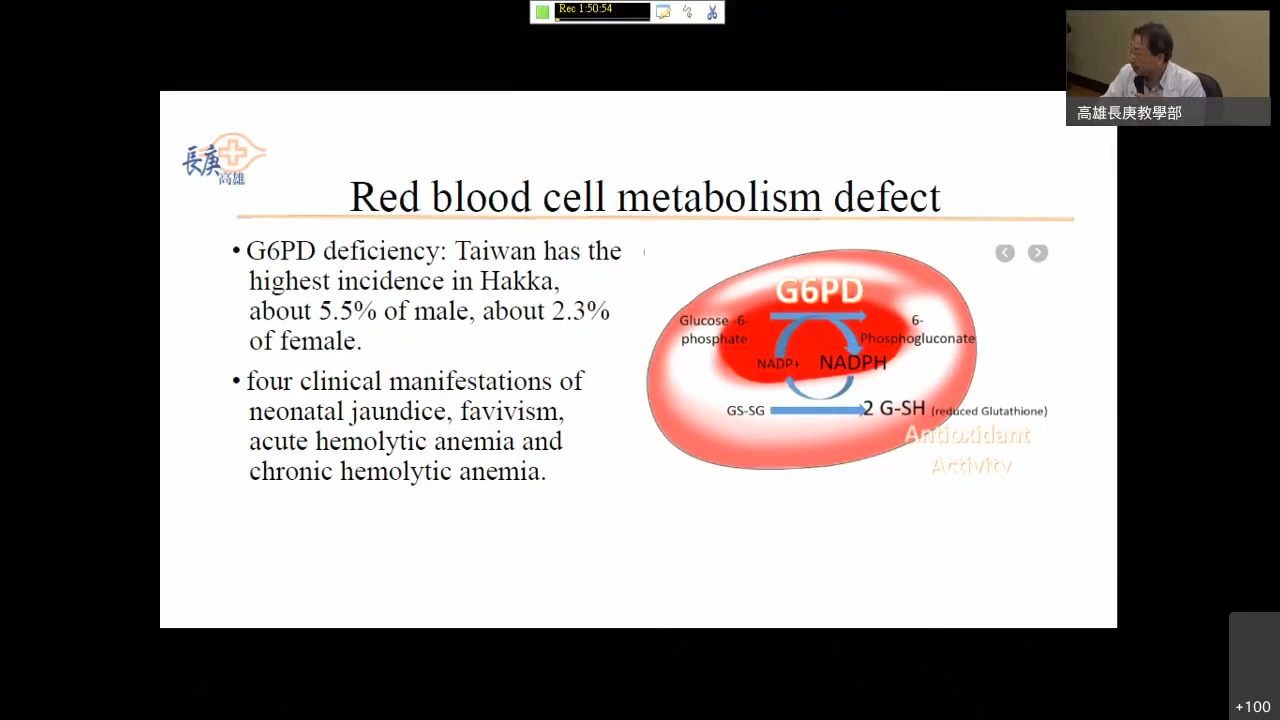 Rec 1:50:54
高雄長庚教學部
長庚
高雄
Red blood cell metabolism defect
• G6PD deficiency: Taiwan has the
highest incidence in Hakka,
about 5.5% of male, about 2.3%
of female.
• four clinical manifestations of
neonatal jaundice, favivism,
acute hemolytic anemia and
chronic hemolytic anemia.
G6PD
Glucose -6-
phosphate
6-
Phosphogluconate
NADP+
NADPH
GS-SG
2 G-SH (reduced Glutathione)
Antioxidant
Activity
+100